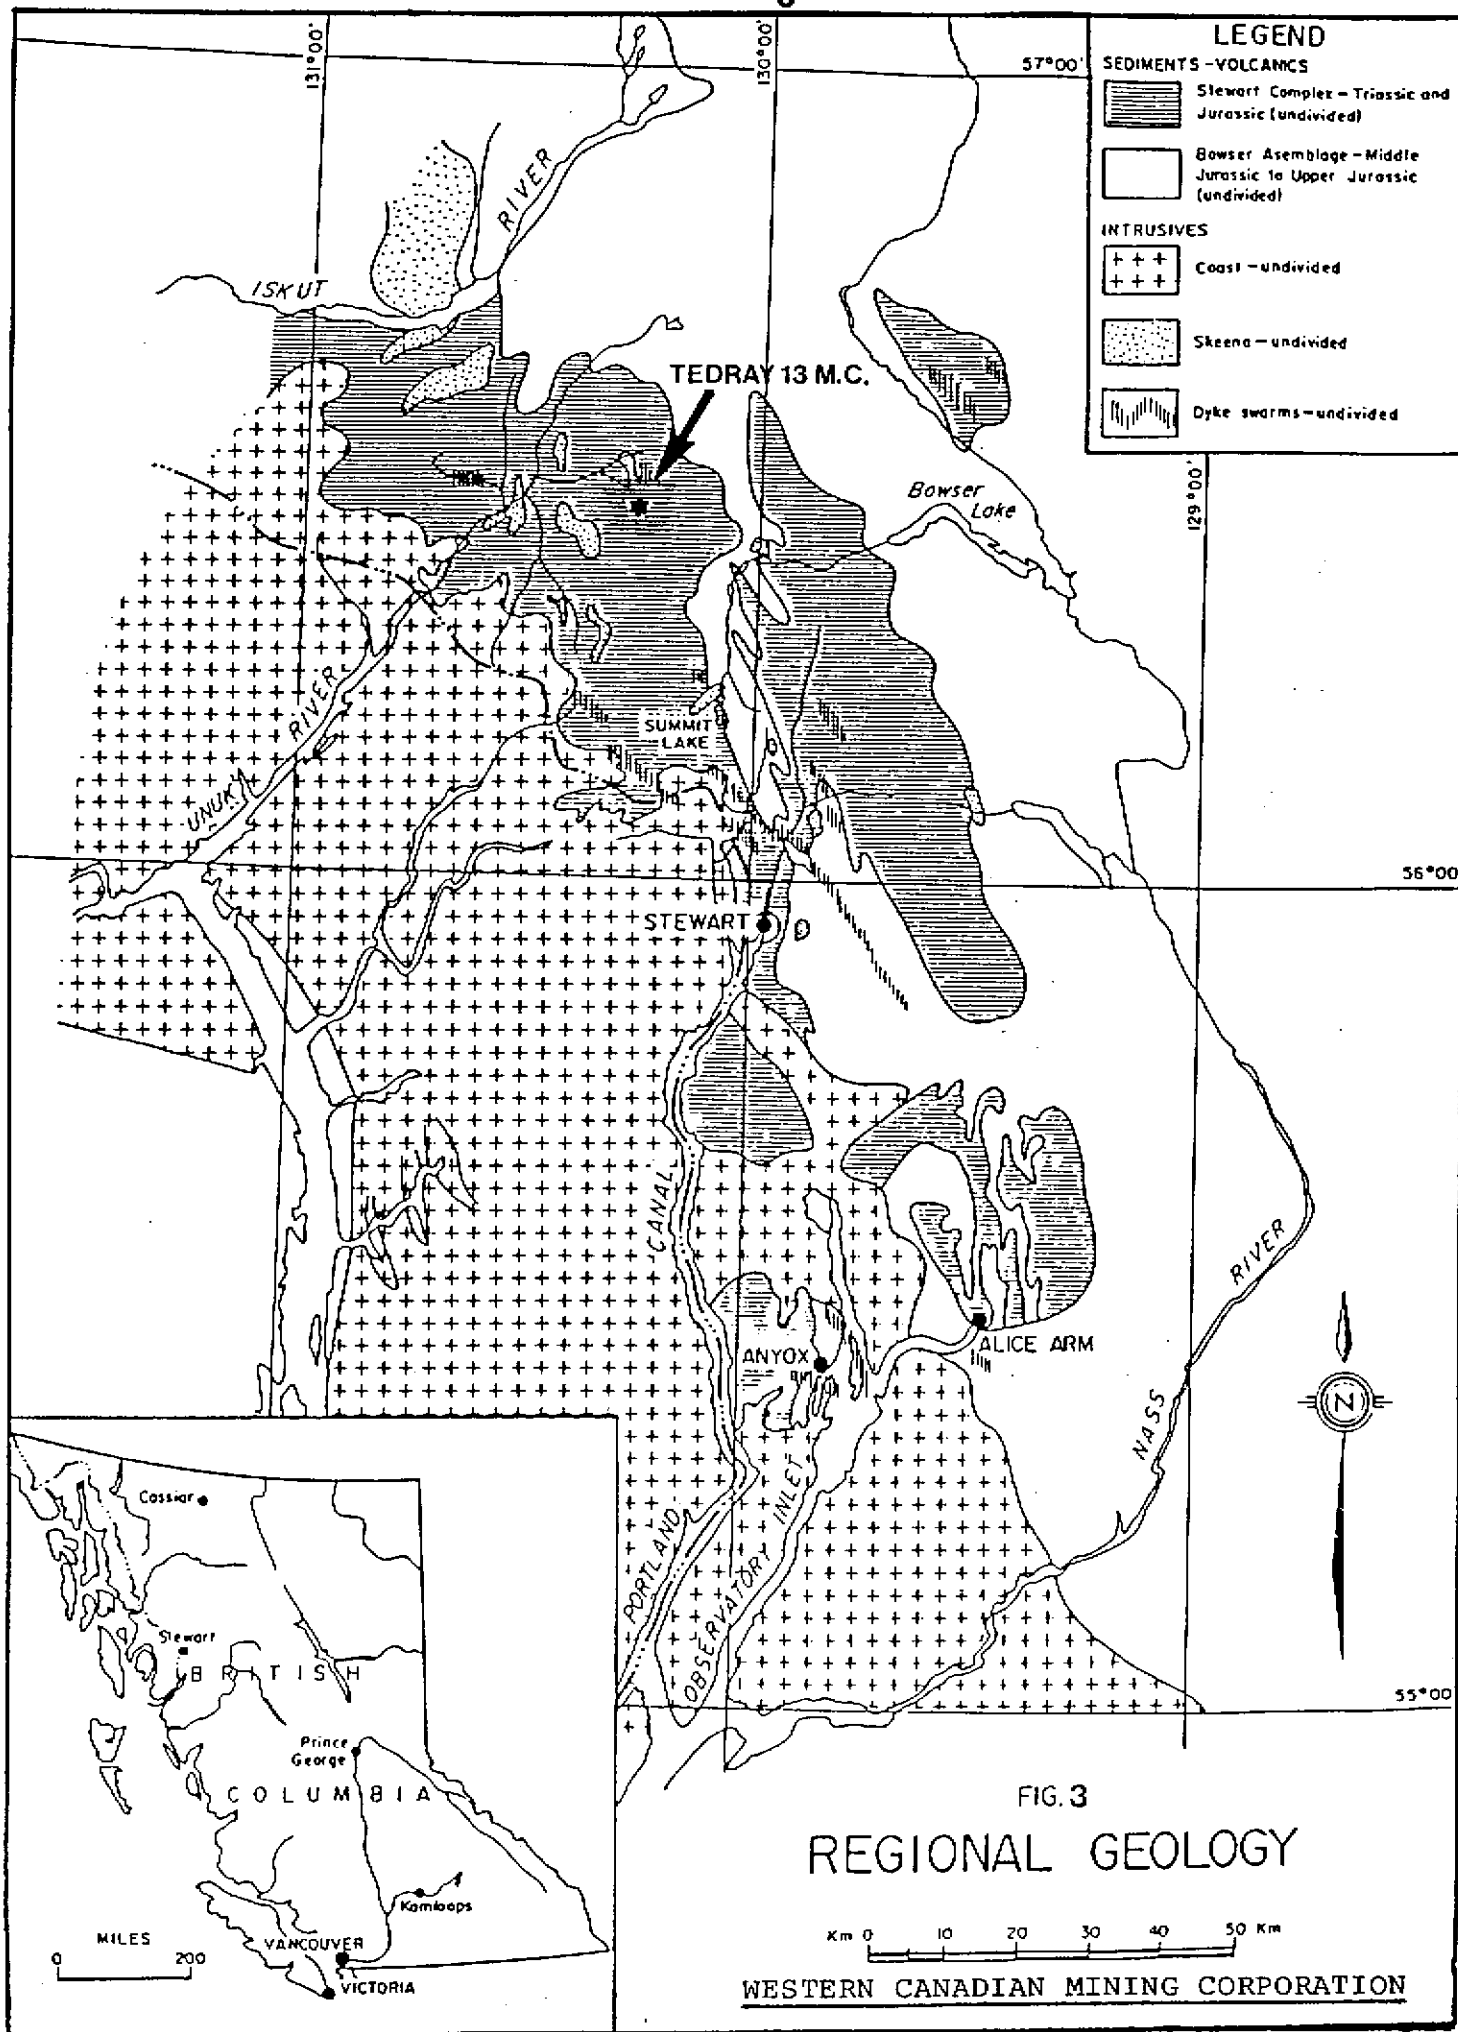 131°00'
130°00'
57°00'
LEGEND
SEDIMENTS - VOLCANICS
Stewart Complex - Triassic and
Jurassic (undivided)
Bowser Asemblage - Middle
Jurassic to Upper Jurassic
(undivided)
INTRUSIVES
Coast - undivided
Skeena - undivided
Dyke swarms - undivided
RIVER
ISKUT
TEDRAY 13 M.C.
Bowser
Lake
129°00'
RIVER
UNUK
SUMMIT
LAKE
56°00
STEWART
CANAL
RIVER
ALICE ARM
ANYOX
NASS
PORTLAND
OBSERVATORY INLET
55°00
Cassiar
Stewart
BRITISH
Prince
George
COLUMBIA
Kamloops
MILES
0 200
VANCOUVER
VICTORIA
N
FIG. 3
REGIONAL GEOLOGY
Km 0 10 20 30 40 50 Km
WESTERN CANADIAN MINING CORPORATION